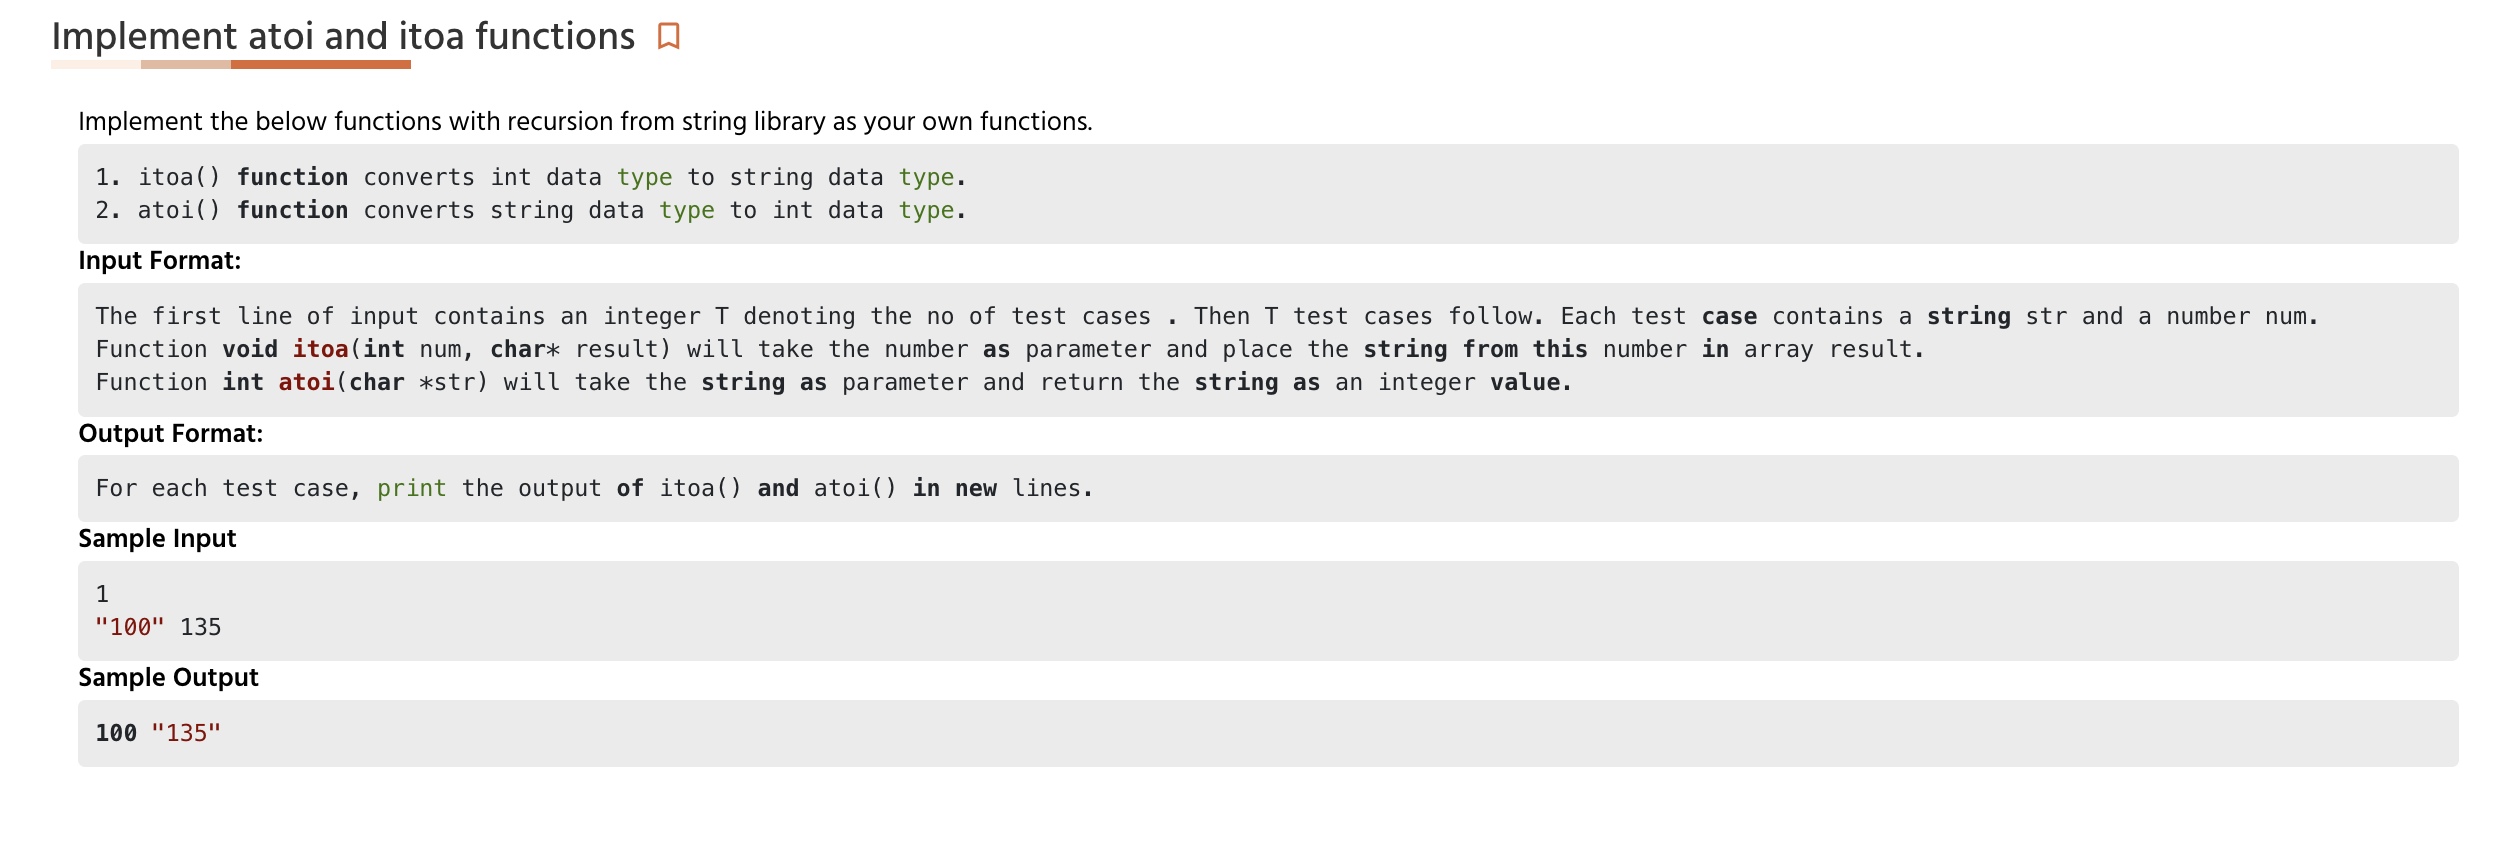 Implement atoi and itoa functions
Implement the below functions with recursion from string library as your own functions.
1. itoa() function converts int data type to string data type.
2. atoi() function converts string data type to int data type.
Input Format:
The first line of input contains an integer T denoting the no of test cases . Then T test cases follow. Each test case contains a string str and a number num.
Function void itoa(int num, char* result) will take the number as parameter and place the string from this number in array result.
Function int atoi(char *str) will take the string as parameter and return the string as an integer value.
Output Format:
For each test case, print the output of itoa() and atoi() in new lines.
Sample Input
1
"100" 135
Sample Output
100 "135"